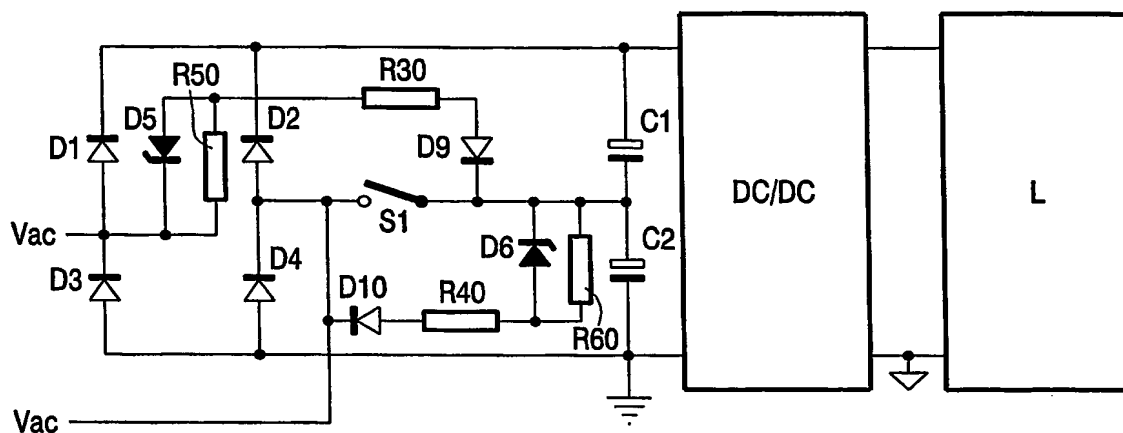 R50
R30
D5
D2
C1
D1
D9
DC/DC
L
Vac
S1
D6
C2
D3
D4
D10
R40
R60
Vac